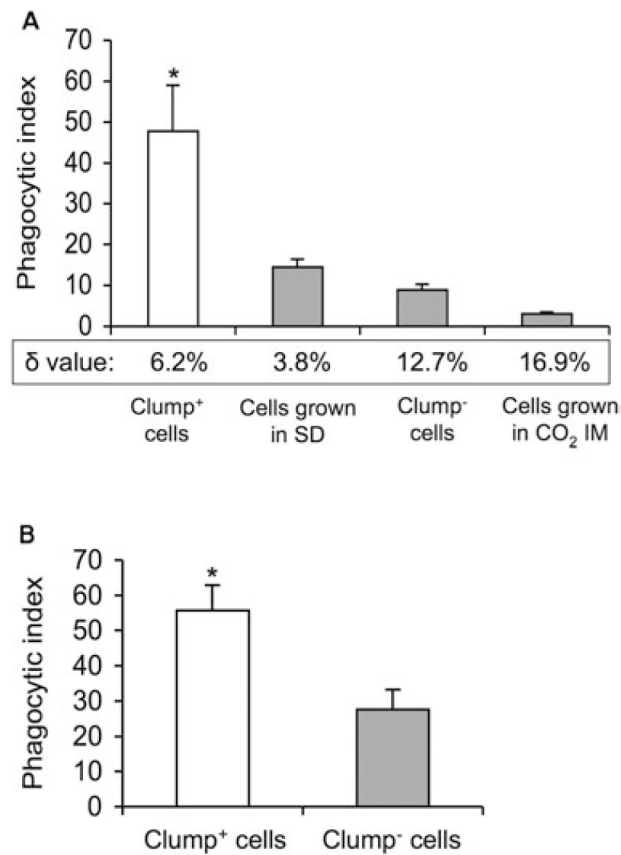 A
Phagocytic index
70
60
50
40
30
20
10
0
*
δ value: 6.2% 3.8% 12.7% 16.9%
Clump⁺ cells
Cells grown in SD
Clump⁻ cells
Cells grown in CO₂ IM
B
Phagocytic index
70
60
50
40
30
20
10
0
*
Clump⁺ cells Clump⁻ cells